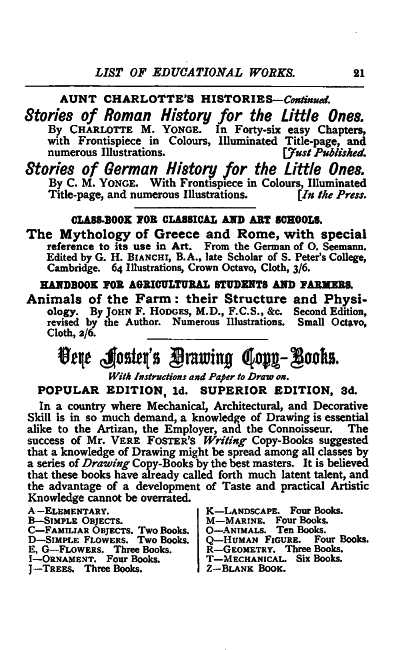 LIST OF EDUCATIONAL WORKS. 21
AUNT CHARLOTTE'S HISTORIES—Continued.
Stories of Roman History for the Little Ones.
By CHARLOTTE M. YONGE. In Forty-six easy Chapters,
with Frontispiece in Colours, Illuminated Title-page, and
numerous Illustrations. [Just Published.
Stories of German History for the Little Ones.
By C. M. YONGE. With Frontispiece in Colours, Illuminated
Title-page, and numerous Illustrations. [In the Press.
CLASS-BOOK FOR CLASSICAL AND ART SCHOOLS.
The Mythology of Greece and Rome, with special
reference to its use in Art. From the German of O. Seemann.
Edited by G. H. BIANCHI, B.A., late Scholar of S. Peter's College,
Cambridge. 64 Illustrations, Crown Octavo, Cloth, 3/6.
HANDBOOK FOR AGRICULTURAL STUDENTS AND FARMERS.
Animals of the Farm: their Structure and Physi-
ology. By JOHN F. HODGES, M.D., F.C.S., &c. Second Edition,
revised by the Author. Numerous Illustrations. Small Octavo,
Cloth, 2/6.
Vere Foster's Drawing Copy-Books.
With Instructions and Paper to Draw on.
POPULAR EDITION, 1d. SUPERIOR EDITION, 3d.
In a country where Mechanical, Architectural, and Decorative
Skill is in so much demand, a knowledge of Drawing is essential
alike to the Artizan, the Employer, and the Connoisseur. The
success of Mr. VERE FOSTER'S Writing Copy-Books suggested
that a knowledge of Drawing might be spread among all classes by
a series of Drawing Copy-Books by the best masters. It is believed
that these books have already called forth much latent talent, and
the advantage of a development of Taste and practical Artistic
Knowledge cannot be overrated.
A—ELEMENTARY.
B—SIMPLE OBJECTS.
C—FAMILIAR OBJECTS. Two Books.
D—SIMPLE FLOWERS. Two Books.
E, G—FLOWERS. Three Books.
I—ORNAMENT. Four Books.
J—TREES. Three Books.
K—LANDSCAPE. Four Books.
M—MARINE. Four Books.
O—ANIMALS. Ten Books.
Q—HUMAN FIGURE. Four Books.
R—GEOMETRY. Three Books.
T—MECHANICAL. Six Books.
Z—BLANK BOOK.